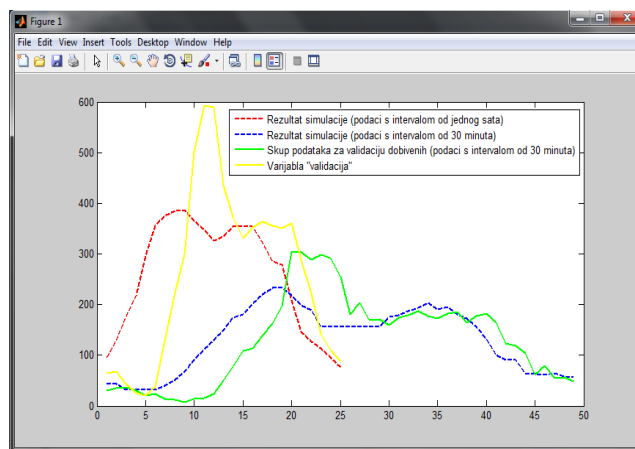 Figure 1
File Edit View Insert Tools Desktop Window Help
600
500
400
300
200
100
0
Rezultat simulacije (podaci s intervalom od jednog sata)
Rezultat simulacije (podaci s intervalom od 30 minuta)
Skup podataka za validaciju dobivenih (podaci s intervalom od 30 minuta)
Varijabla "validacija"
0 5 10 15 20 25 30 35 40 45 50